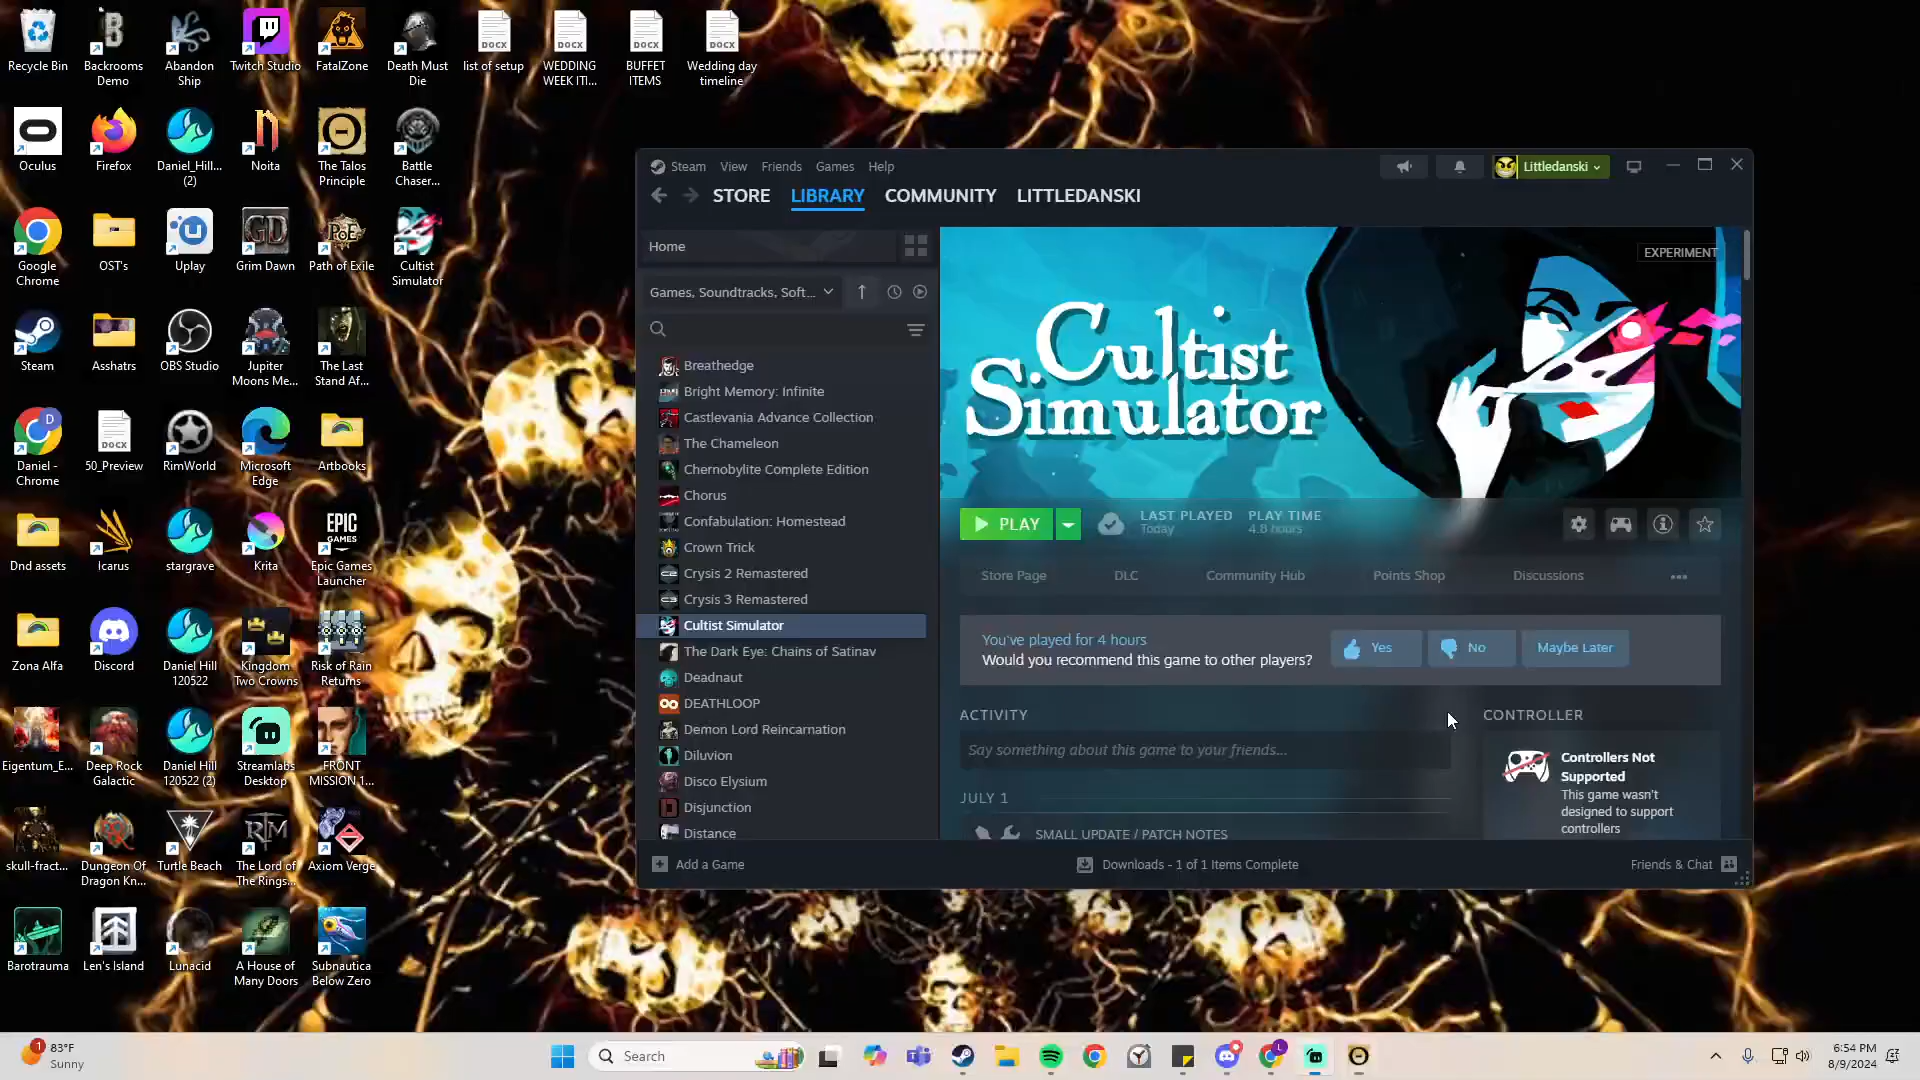 Recycle Bin
Backrooms Demo
Abandon Ship
Twitch Studio
FatalZone
Death Must Die
list of setup
WEDDING WEEK ITI...
BUFFET ITEMS
Wedding day timeline
Oculus
Firefox
Daniel_Hill... (2)
Noita
The Talos Principle
Battle Chaser...
Google Chrome
OST's
Uplay
Grim Dawn
Path of Exile
Cultist Simulator
Steam
Asshatrs
OBS Studio
Jupiter Moons Me...
The Last Stand Af...
Daniel - Chrome
50_Preview
RimWorld
Microsoft Edge
Artbooks
Dnd assets
Icarus
stargrave
Krita
Epic Games Launcher
Zona Alfa
Discord
Daniel Hill 120522
Kingdom Two Crowns
Risk of Rain Returns
Eigentum_E...
Deep Rock Galactic
Daniel Hill 120522 (2)
Streamlabs Desktop
FRONT MISSION 1...
skull-fract...
Dungeon Of Dragon Kn...
Turtle Beach
The Lord of The Rings...
Axiom Verge
Barotrauma
Len's Island
Lunacid
A House of Many Doors
Subnautica Below Zero
DOCX
DOCX
DOCX
DOCX
DOCX
GD
PoE
EPIC GAMES
RTM
Steam View Friends Games Help
Littledanski
STORE LIBRARY COMMUNITY LITTLEDANSKI
Home
Games, Soundtracks, Soft...
Breathedge
Bright Memory: Infinite
Castlevania Advance Collection
The Chameleon
Chernobylite Complete Edition
Chorus
Confabulation: Homestead
Crown Trick
Crysis 2 Remastered
Crysis 3 Remastered
Cultist Simulator
The Dark Eye: Chains of Satinav
Deadnaut
DEATHLOOP
Demon Lord Reincarnation
Diluvion
Disco Elysium
Disjunction
Distance
EXPERIMENT
Cultist
Simulator
PLAY
LAST PLAYED
Today
PLAY TIME
4.8 hours
Store Page DLC Community Hub Points Shop Discussions
You've played for 4 hours
Would you recommend this game to other players?
Yes No Maybe Later
ACTIVITY
Say something about this game to your friends...
JULY 1
SMALL UPDATE / PATCH NOTES
CONTROLLER
Controllers Not
Supported
This game wasn't
designed to support
controllers
Add a Game
Downloads - 1 of 1 Items Complete
Friends & Chat
1
83°F
Sunny
Search
L
6:54 PM
8/9/2024